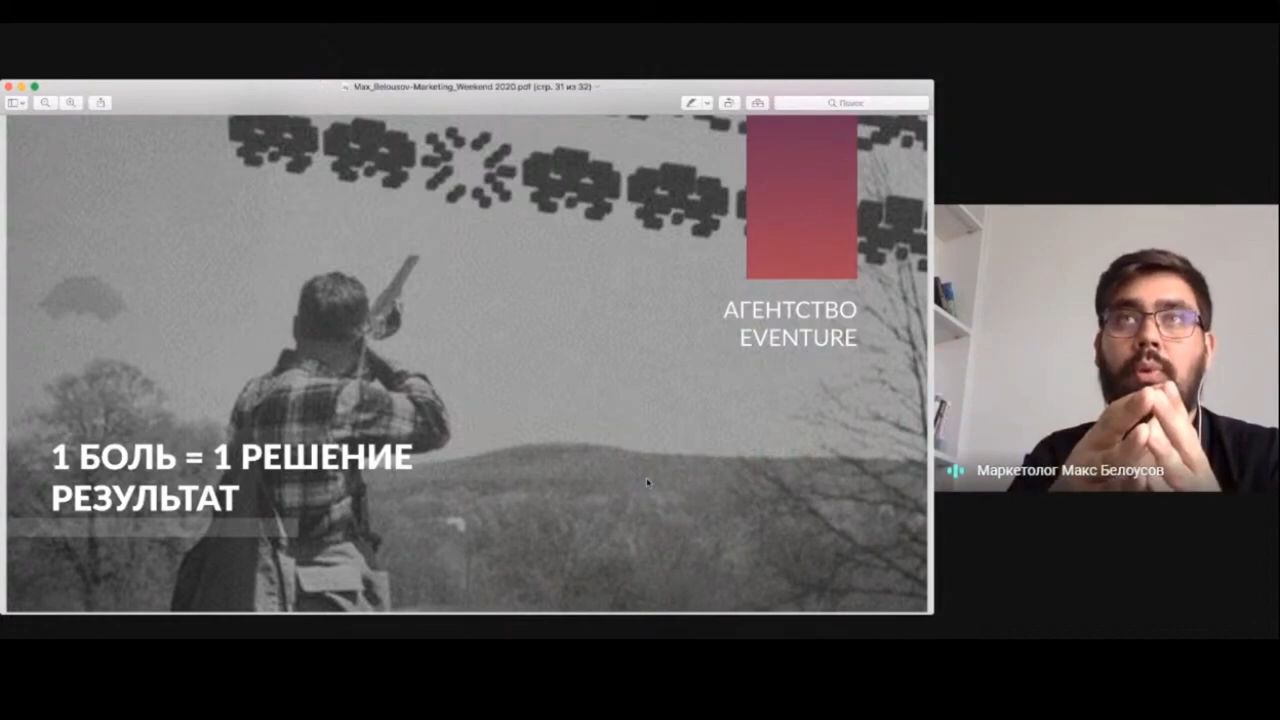 Max_Belousov-Marketing_Weekend 2020.pdf (стр. 31 из 32)
Поиск
АГЕНТСТВО
EVENTURE
1 БОЛЬ = 1 РЕШЕНИЕ
РЕЗУЛЬТАТ
Маркетолог Макс Белоусов